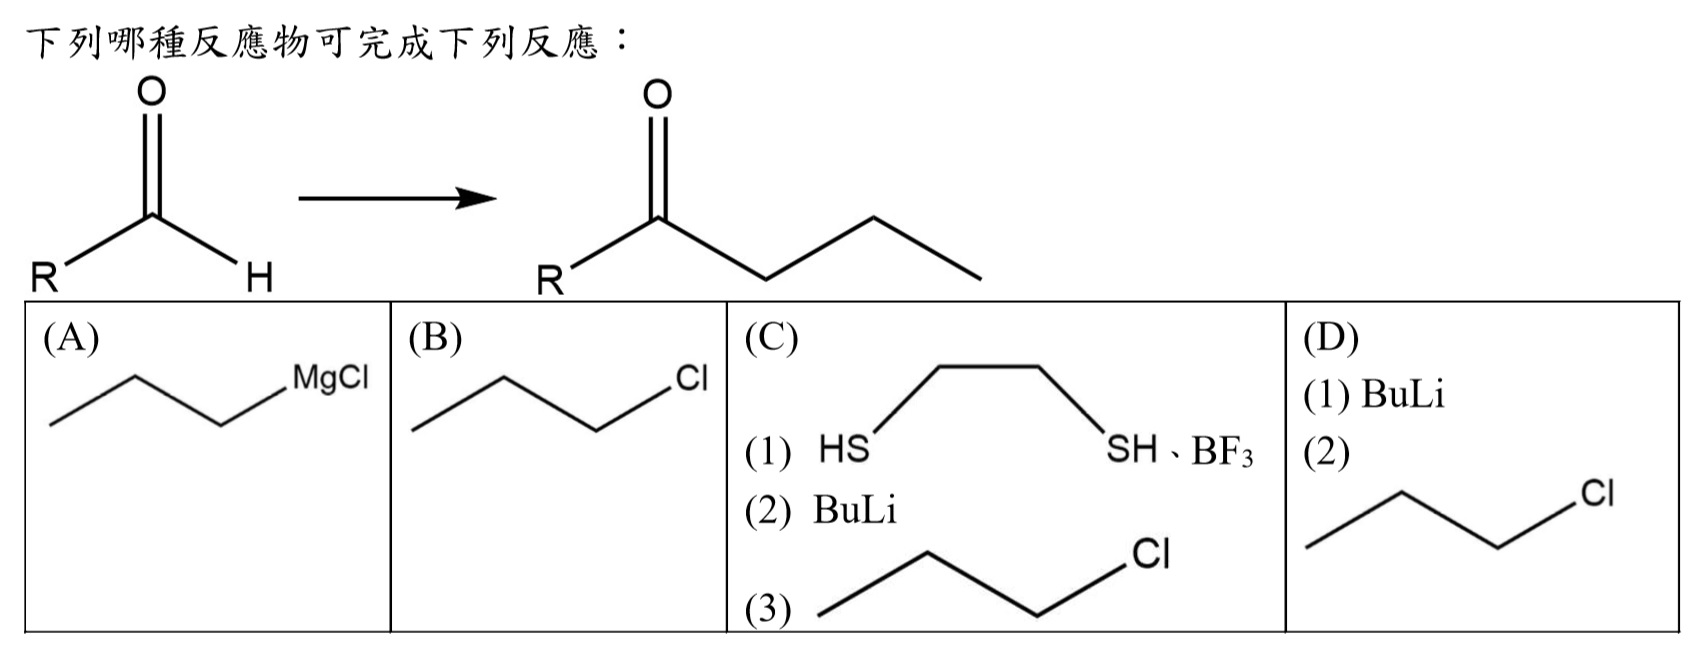 下列哪種反應物可完成下列反應：
O O
R H R
(A) (B) (C) (D)
MgCl Cl
(1) BuLi
(1) HS SH、BF₃ (2)
(2) BuLi Cl
Cl
(3)